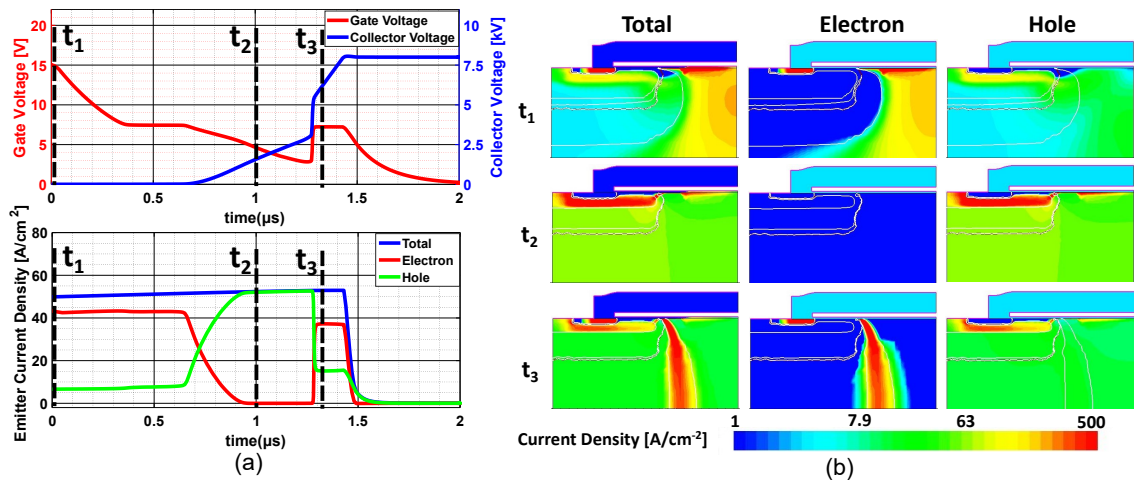 22
20
15
10
5
0
Gate Voltage [V]
t1
t2
t3
Gate Voltage
Collector Voltage
10
7.5
5
2.5
0
Collector Voltage [kV]
0
0.5
1
1.5
2
time(μs)
80
60
40
20
0
Emitter Current Density [A/cm²]
t1
t2
t3
Total
Electron
Hole
0
0.5
1
1.5
2
time(μs)
(a)
(b)
Total Electron Hole
t1
t2
t3
Current Density [A/cm⁻²]
1 7.9 63 500
(b)